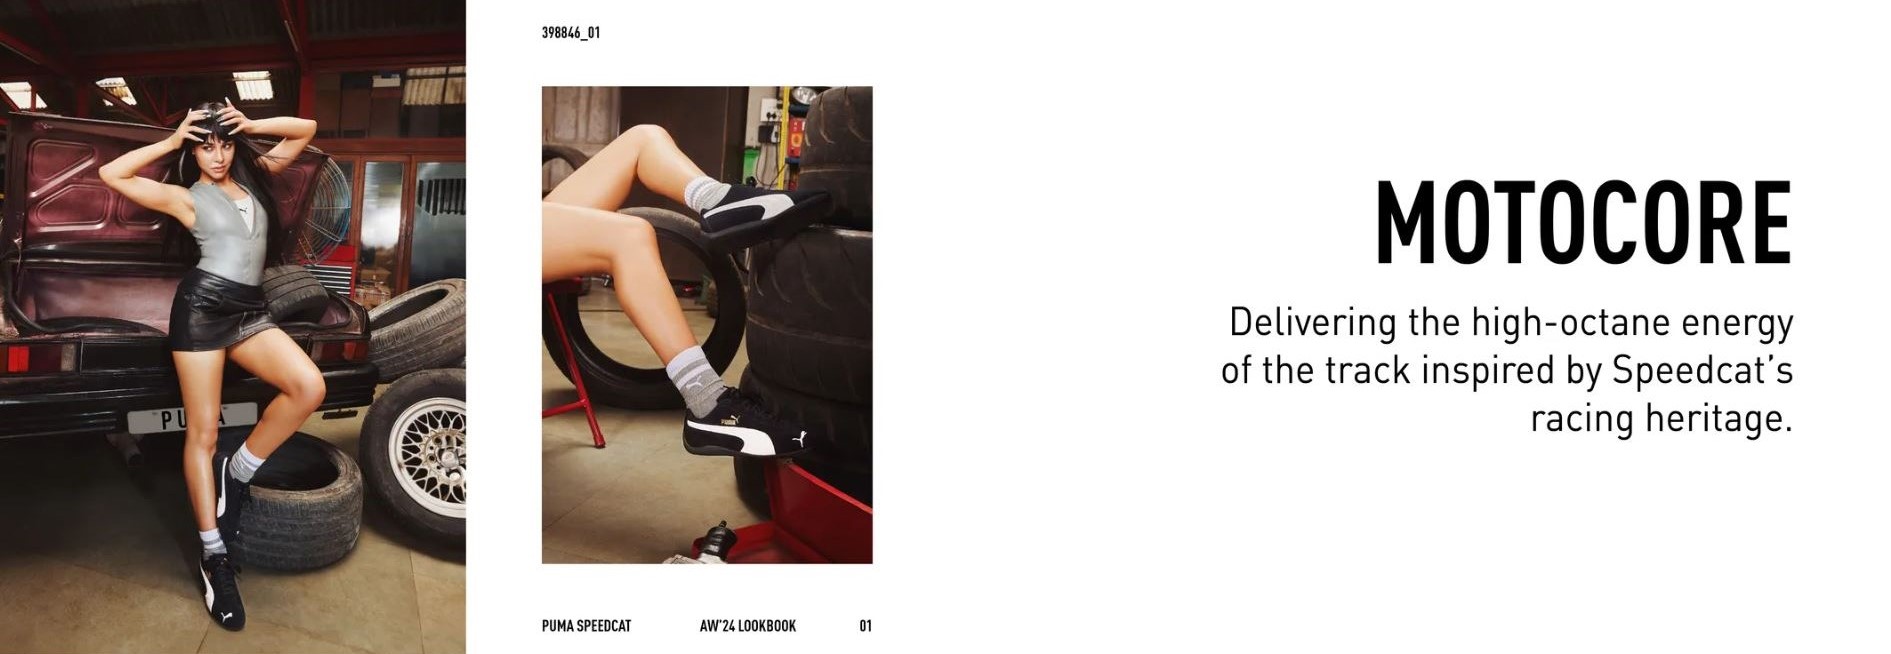 398846_01
PUMA
PUMA
PUMA SPEEDCAT
AW'24 LOOKBOOK
01
MOTOCORE
Delivering the high-octane energy
of the track inspired by Speedcat's
racing heritage.